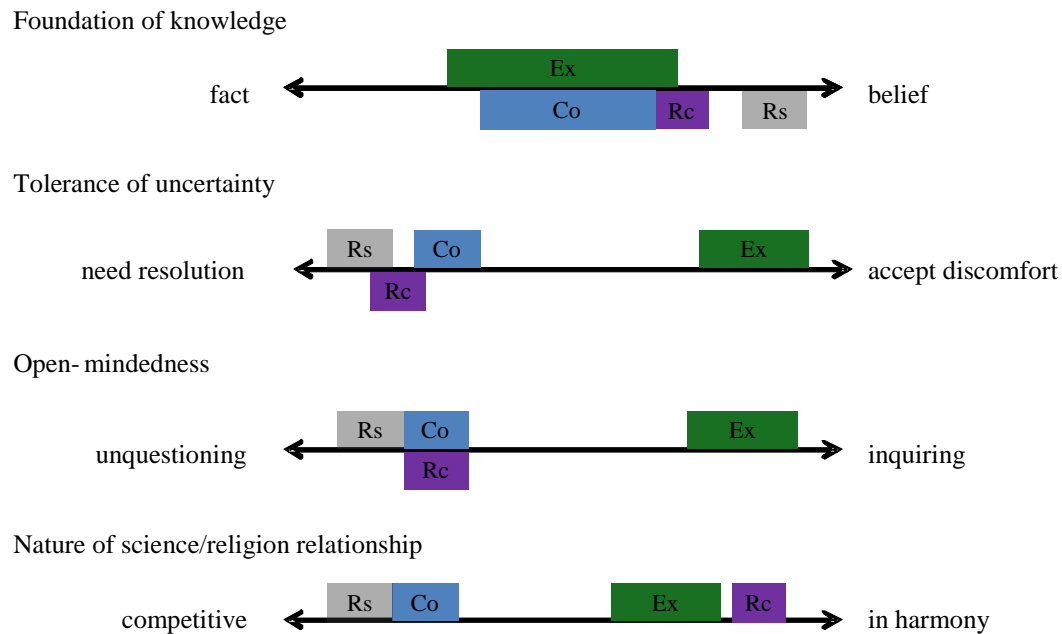 Foundation of knowledge
Ex
fact
belief
Co
Rc
Rs
Tolerance of uncertainty
Rs
Co
Ex
need resolution
accept discomfort
Rc
Open- mindedness
Rs
Co
Ex
unquestioning
inquiring
Rc
Nature of science/religion relationship
Rs
Co
Ex
Rc
competitive
in harmony